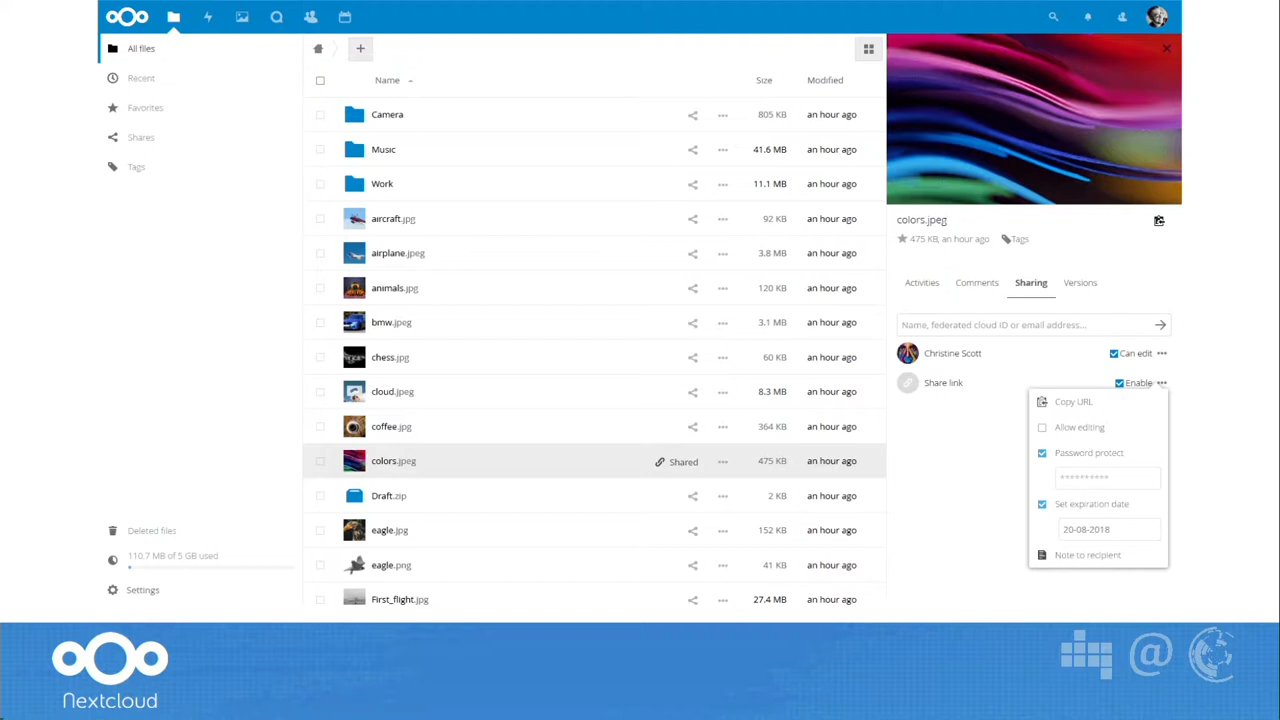 All files
Recent
Favorites
Shares
Tags
Deleted files
110.7 MB of 5 GB used
Settings
Name Size Modified
Camera 805 KB an hour ago
Music 41.6 MB an hour ago
Work 11.1 MB an hour ago
aircraft.jpg 92 KB an hour ago
airplane.jpeg 3.8 MB an hour ago
animals.jpg 120 KB an hour ago
bmw.jpeg 3.1 MB an hour ago
chess.jpg 60 KB an hour ago
cloud.jpeg 8.3 MB an hour ago
coffee.jpg 364 KB an hour ago
colors.jpeg Shared 475 KB an hour ago
Draft.zip 2 KB an hour ago
eagle.jpg 152 KB an hour ago
eagle.png 41 KB an hour ago
First_flight.jpg 27.4 MB an hour ago
colors.jpeg
475 KB, an hour ago Tags
Activities Comments Sharing Versions
Name, federated cloud ID or email address...
Christine Scott Can edit
Share link Enable
Copy URL
Allow editing
Password protect
**********
Set expiration date
20-08-2018
Note to recipient
Nextcloud
@